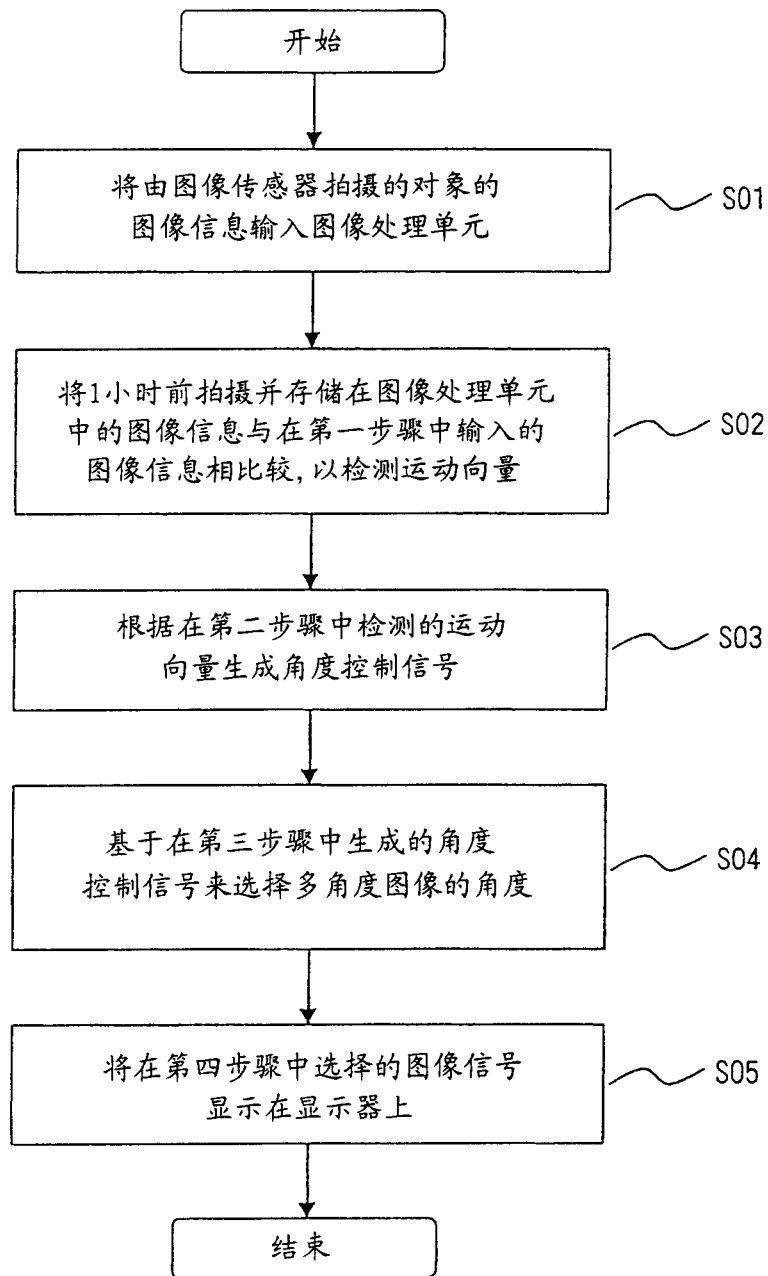 开始
将由图像传感器拍摄的对象的
图像信息输入图像处理单元
S01
将1小时前拍摄并存储在图像处理单元
中的图像信息与在第一步骤中输入的
图像信息相比较,以检测运动向量
S02
根据在第二步骤中检测的运动
向量生成角度控制信号
S03
基于在第三步骤中生成的角度
控制信号来选择多角度图像的角度
S04
将在第四步骤中选择的图像信号
显示在显示器上
S05
结束